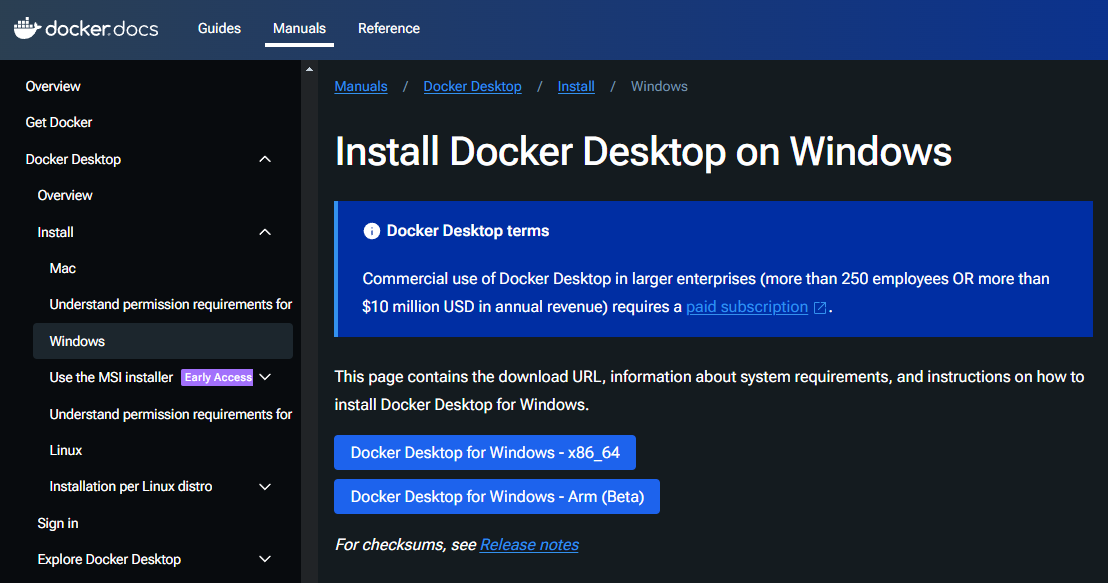 docker.docs Guides Manuals Reference
Overview
Get Docker
Docker Desktop
Overview
Install
Mac
Understand permission requirements for
Windows
Use the MSI installer Early Access
Understand permission requirements for
Linux
Installation per Linux distro
Sign in
Explore Docker Desktop
Manuals / Docker Desktop / Install / Windows
Install Docker Desktop on Windows
Docker Desktop terms
Commercial use of Docker Desktop in larger enterprises (more than 250 employees OR more than
$10 million USD in annual revenue) requires a paid subscription.
This page contains the download URL, information about system requirements, and instructions on how to
install Docker Desktop for Windows.
Docker Desktop for Windows - x86_64
Docker Desktop for Windows - Arm (Beta)
For checksums, see Release notes